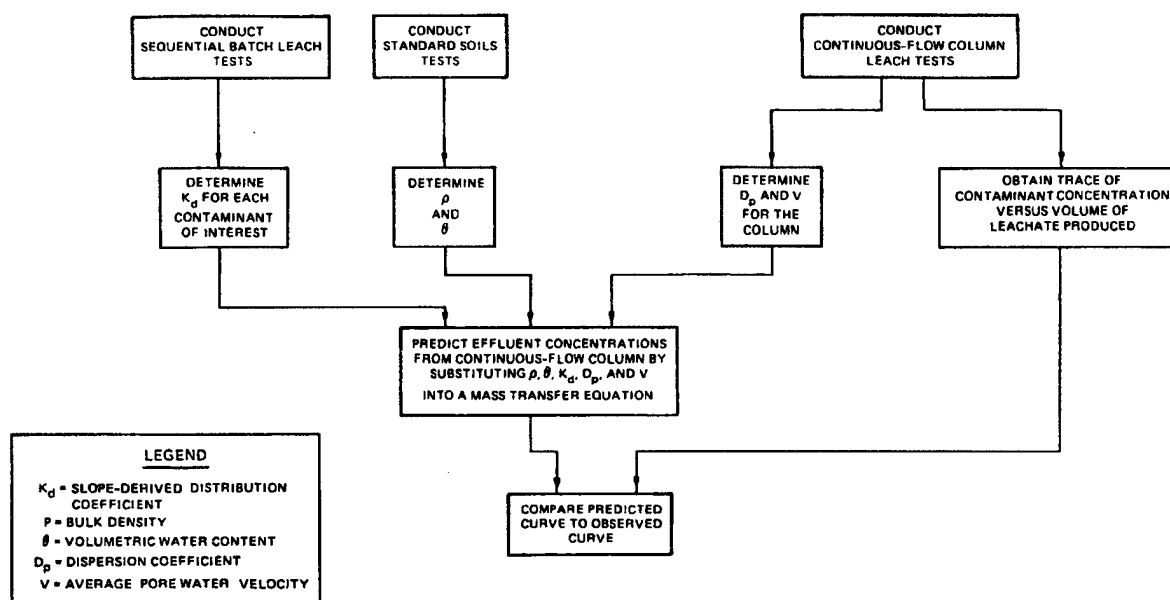 CONDUCT
SEQUENTIAL BATCH LEACH
TESTS
CONDUCT
STANDARD SOILS
TESTS
CONDUCT
CONTINUOUS-FLOW COLUMN
LEACH TESTS
DETERMINE
Kd FOR EACH
CONTAMINANT
OF INTEREST
DETERMINE
ρ
AND
θ
DETERMINE
Dp AND V
FOR THE
COLUMN
OBTAIN TRACE OF
CONTAMINANT CONCENTRATION
VERSUS VOLUME OF
LEACHATE PRODUCED
PREDICT EFFLUENT CONCENTRATIONS
FROM CONTINUOUS-FLOW COLUMN BY
SUBSTITUTING ρ, θ, Kd, Dp, AND V
INTO A MASS TRANSFER EQUATION
COMPARE PREDICTED
CURVE TO OBSERVED
CURVE
LEGEND
Kd = SLOPE-DERIVED DISTRIBUTION
COEFFICIENT
P = BULK DENSITY
θ = VOLUMETRIC WATER CONTENT
Dp = DISPERSION COEFFICIENT
V = AVERAGE PORE WATER VELOCITY